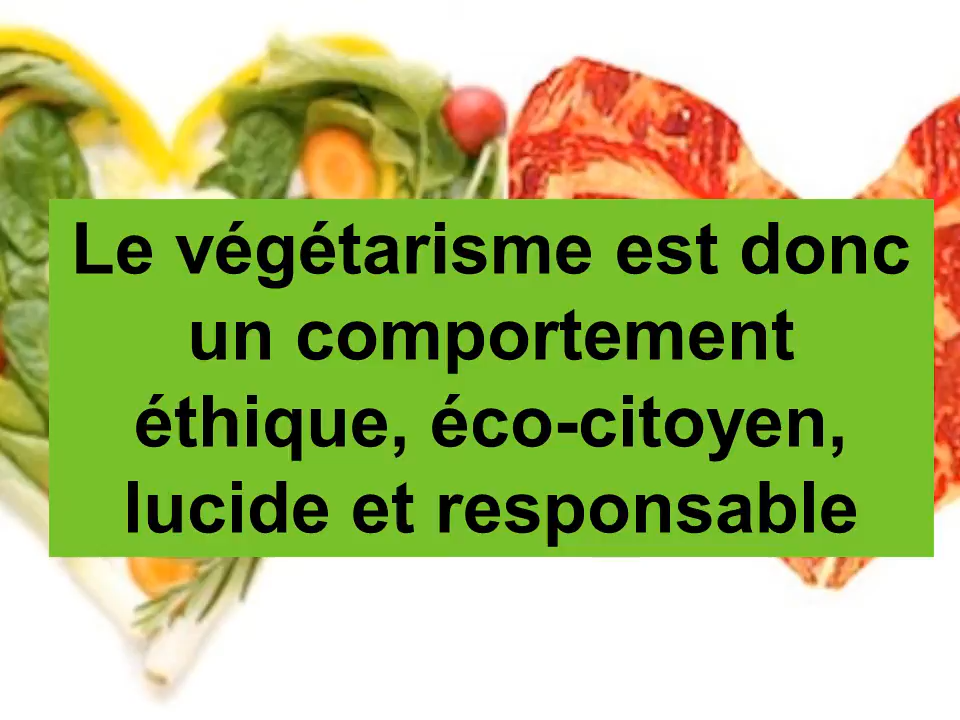 Le végétarisme est donc
un comportement
éthique, éco-citoyen,
lucide et responsable